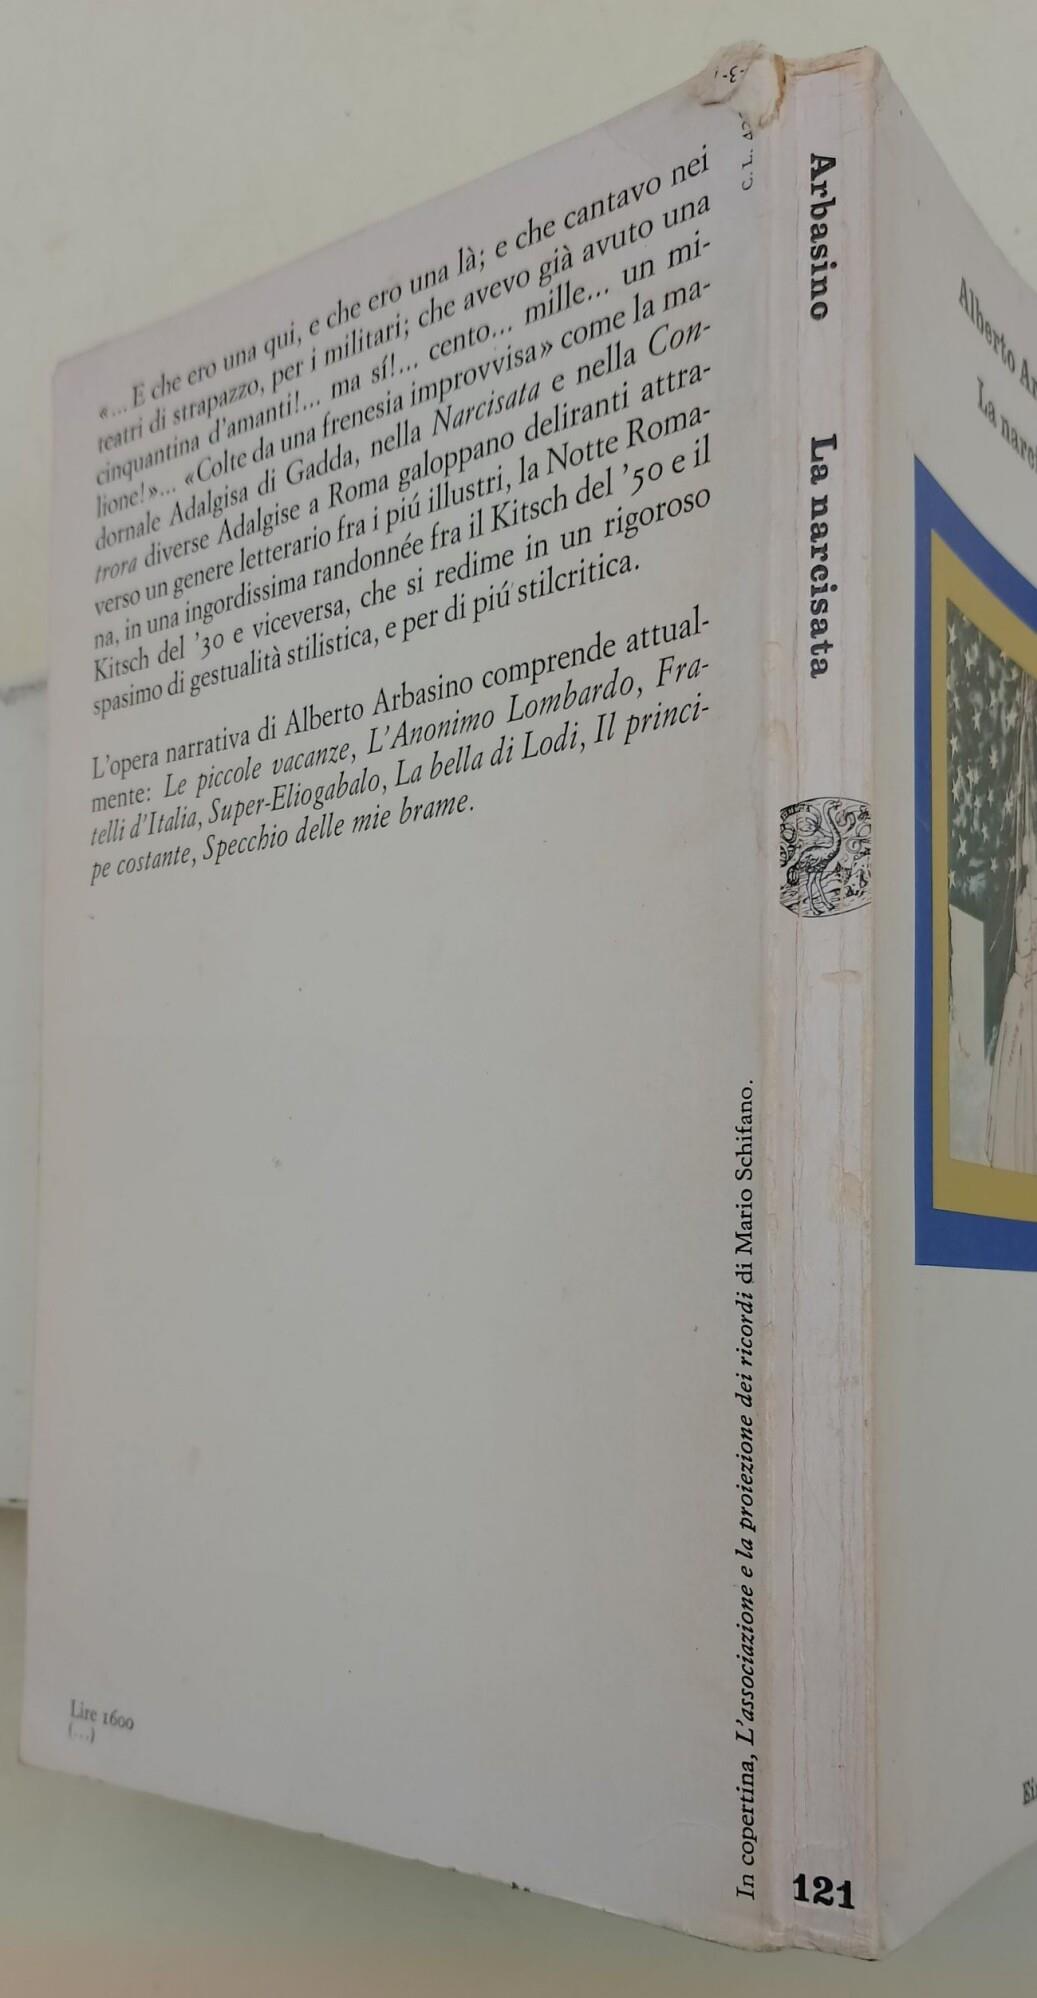 «... E che ero una qui, e che ero una là; e che cantavo nei
teatri di strapazzo, per i militari; che avevo già avuto una
cinquantina d'amanti!... ma sí!... cento... mille... un mi-
lione!»... «Colte da una frenesia improvvisa» come la ma-
dornale Adalgisa di Gadda, nella Narcisata e nella Con-
trora diverse Adalgise a Roma galoppano deliranti attra-
verso un genere letterario fra i piú illustri, la Notte Roma-
na, in una ingordissima randonnée fra il Kitsch del '50 e il
Kitsch del '30 e viceversa, che si redime in un rigoroso
spasimo di gestualità stilistica, e per di piú stilcritica.
L'opera narrativa di Alberto Arbasino comprende attual-
mente: Le piccole vacanze, L'Anonimo Lombardo, Fra-
telli d'Italia, Super-Eliogabalo, La bella di Lodi, Il princi-
pe costante, Specchio delle mie brame.
Lire 1600
(...)
C. L.
In copertina, L'associazione e la proiezione dei ricordi di Mario Schifano.
Arbasino La narcisata
121
Alberto
La